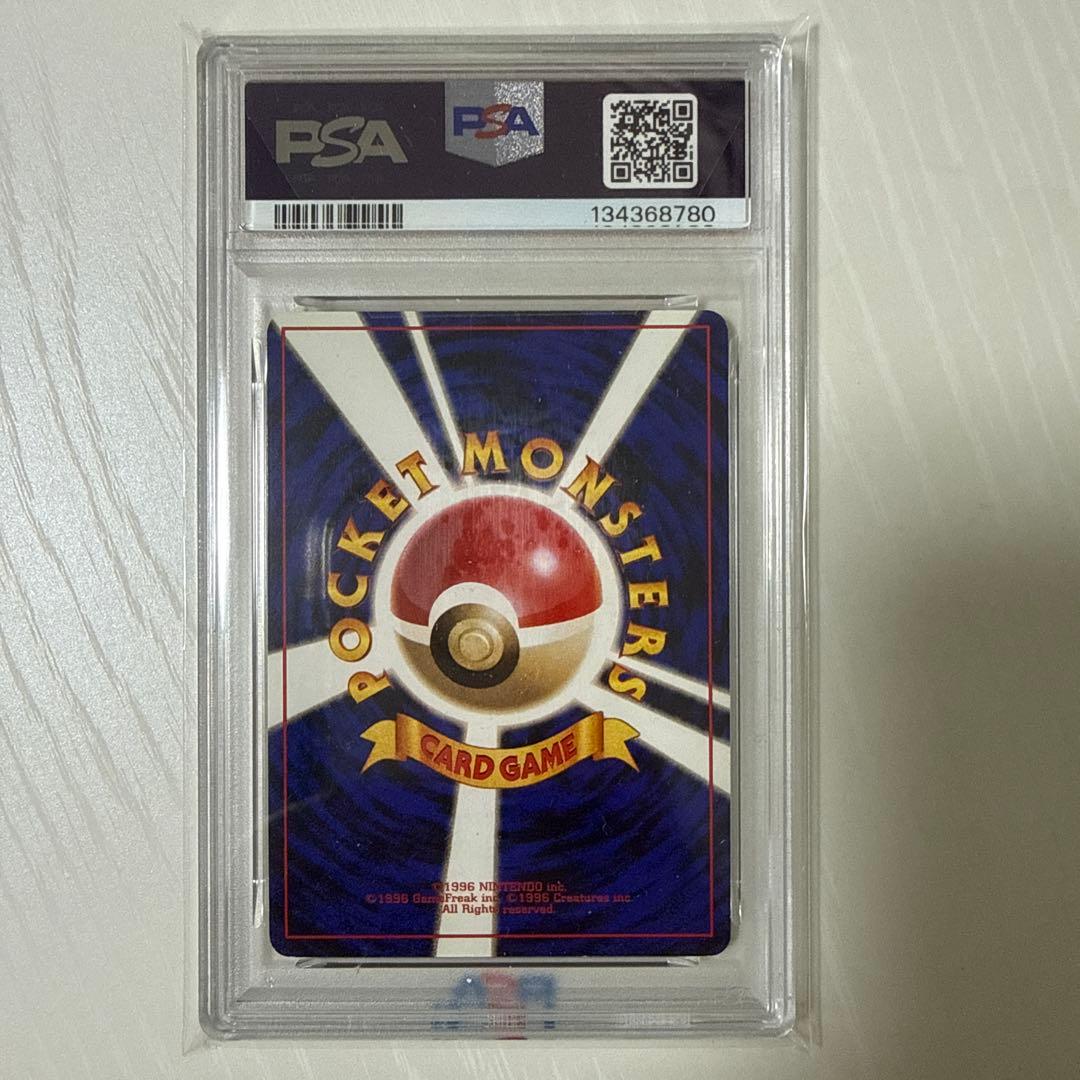 PSA
PSA
134368780
POCKET MONSTERS
CARD GAME
©1996 NINTENDO inc.
©1996 GameFreak inc. ©1996 Creatures inc.
All Rights reserved.